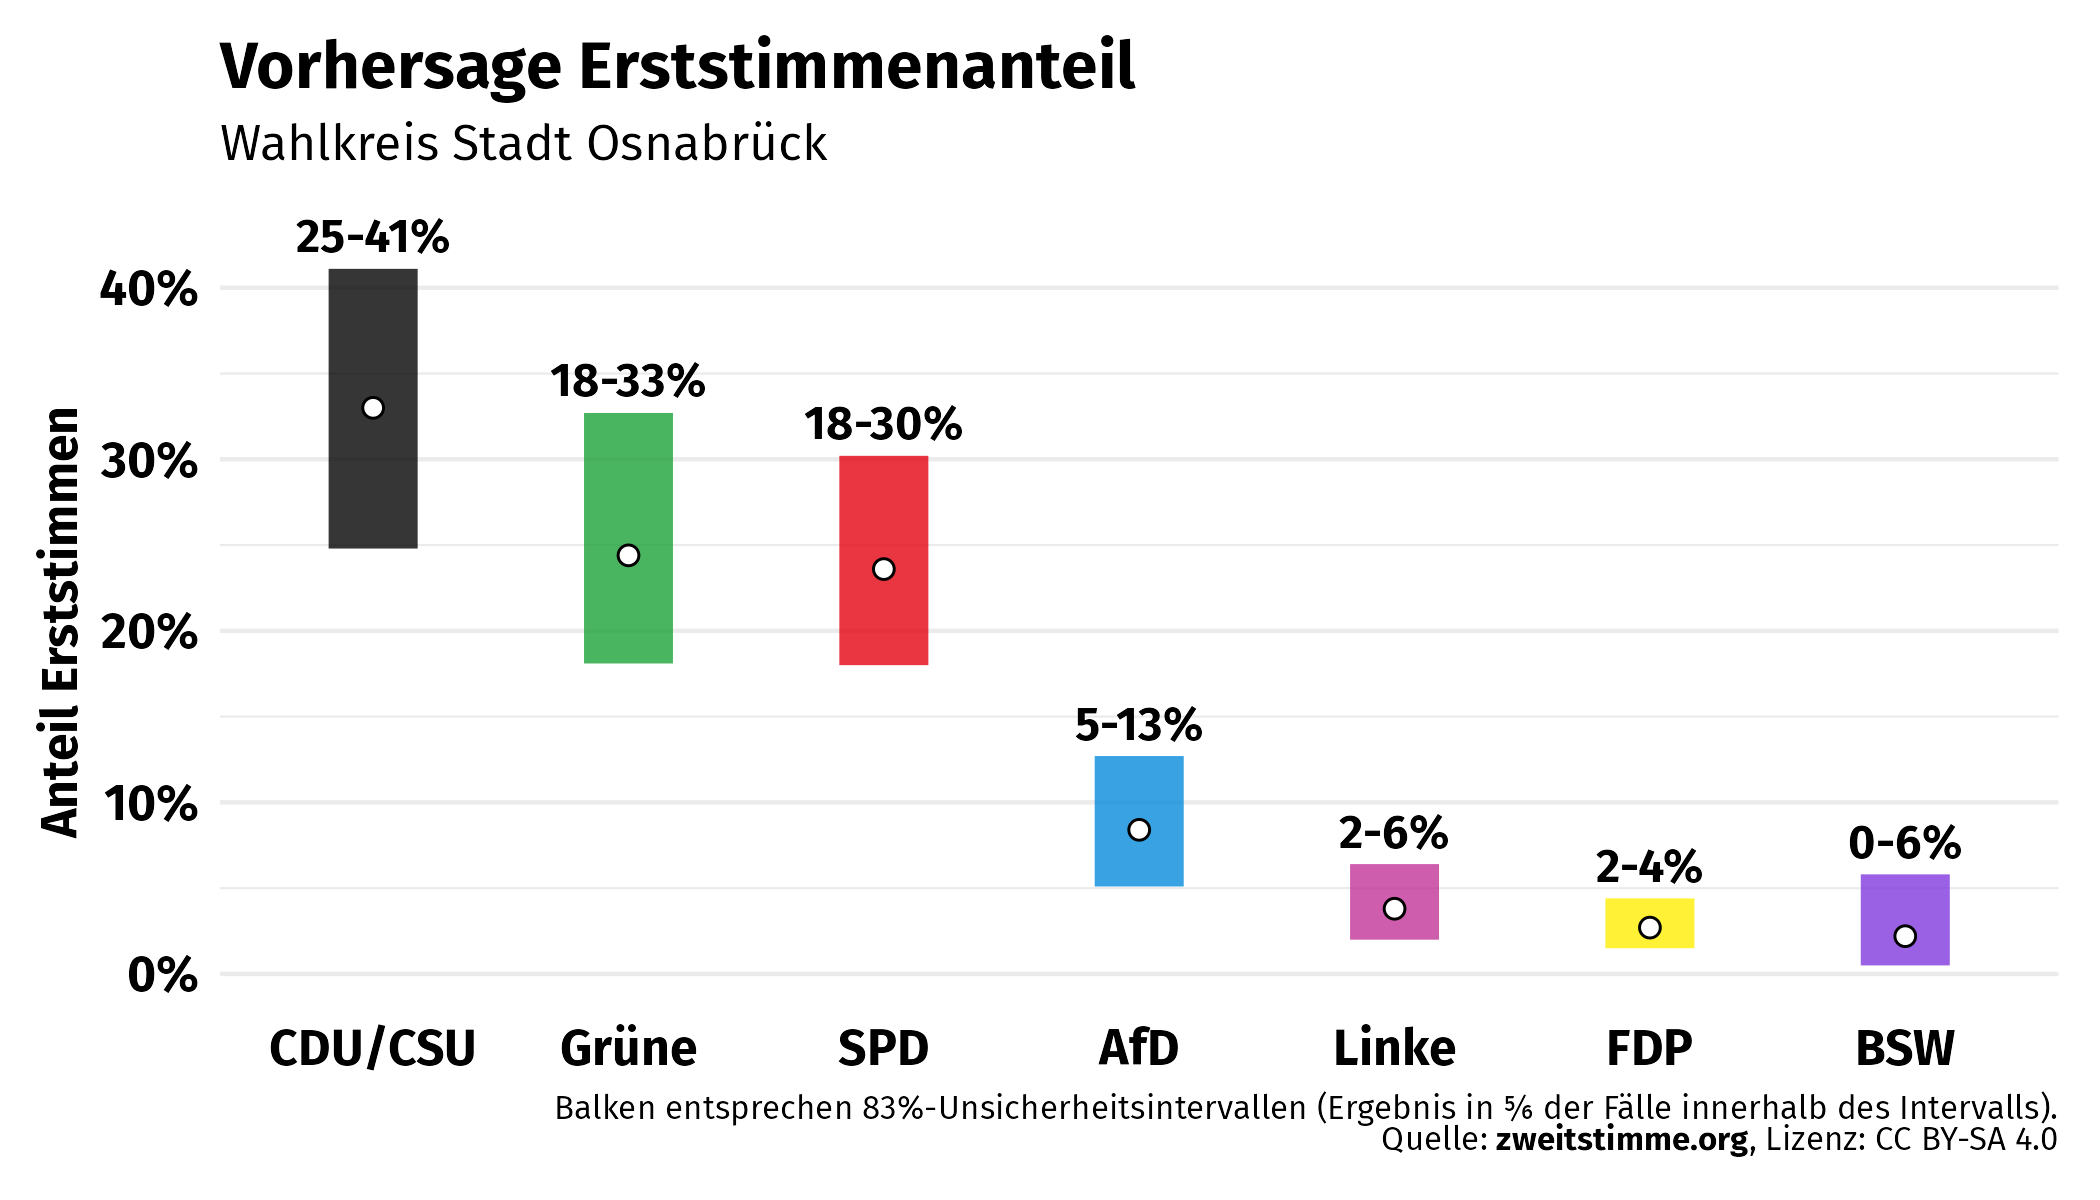 Vorhersage Erststimmenanteil
Wahlkreis Stadt Osnabrück
Anteil Erststimmen
40%
30%
20%
10%
0%
25-41%
18-33%
18-30%
5-13%
2-6%
2-4%
0-6%
CDU/CSU Grüne SPD AfD Linke FDP BSW
Balken entsprechen 83%-Unsicherheitsintervallen (Ergebnis in ⅚ der Fälle innerhalb des Intervalls).
Quelle: zweitstimme.org, Lizenz: CC BY-SA 4.0